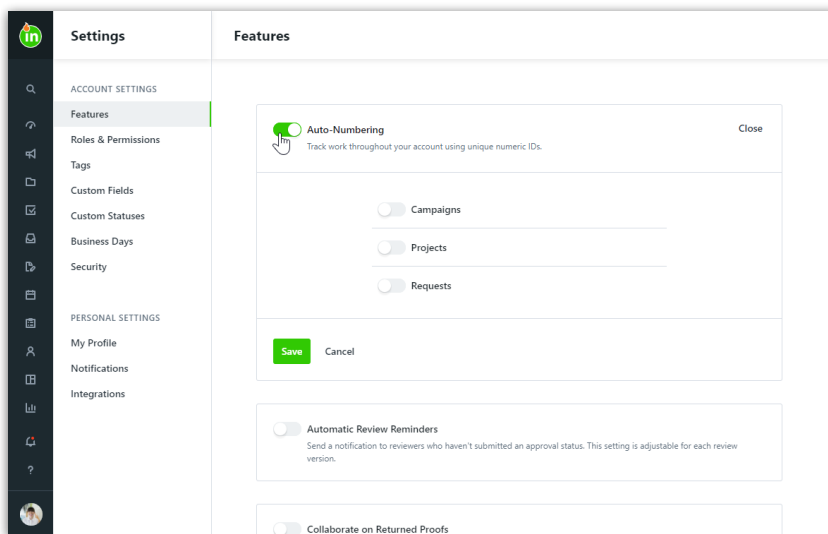 in
Settings
Features
ACCOUNT SETTINGS
Features
Roles & Permissions
Tags
Custom Fields
Custom Statuses
Business Days
Security
PERSONAL SETTINGS
My Profile
Notifications
Integrations
Auto-Numbering
Close
Track work throughout your account using unique numeric IDs.
Campaigns
Projects
Requests
Save
Cancel
Automatic Review Reminders
Send a notification to reviewers who haven't submitted an approval status. This setting is adjustable for each review
version.
Collaborate on Returned Proofs
?